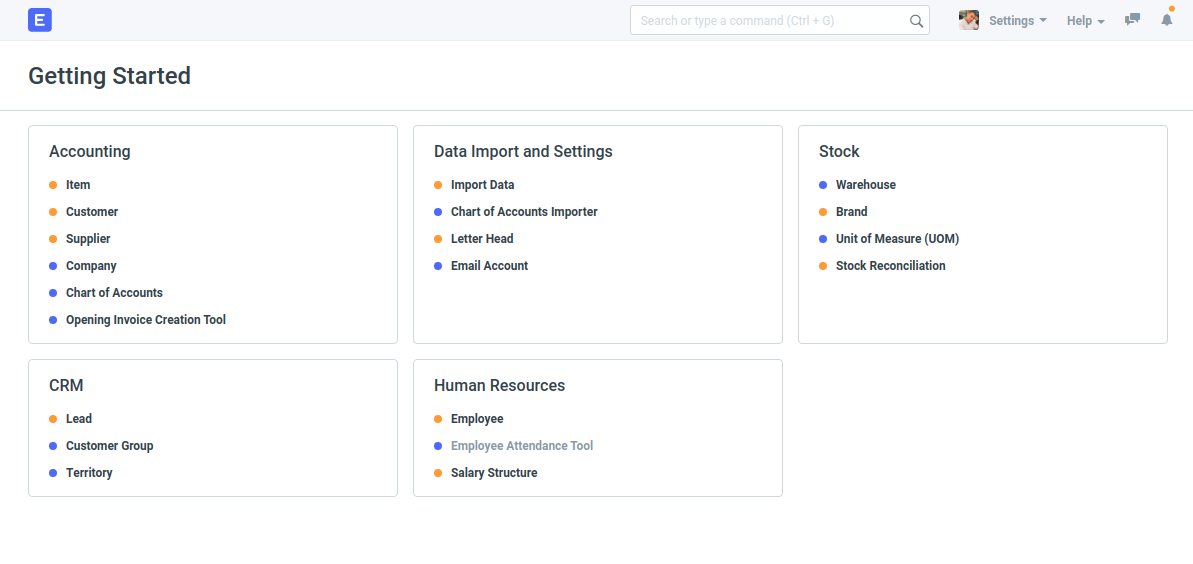 E
Search or type a command (Ctrl + G)
Settings
Help
Getting Started
Accounting
Item
Customer
Supplier
Company
Chart of Accounts
Opening Invoice Creation Tool
Data Import and Settings
Import Data
Chart of Accounts Importer
Letter Head
Email Account
Stock
Warehouse
Brand
Unit of Measure (UOM)
Stock Reconciliation
CRM
Lead
Customer Group
Territory
Human Resources
Employee
Employee Attendance Tool
Salary Structure